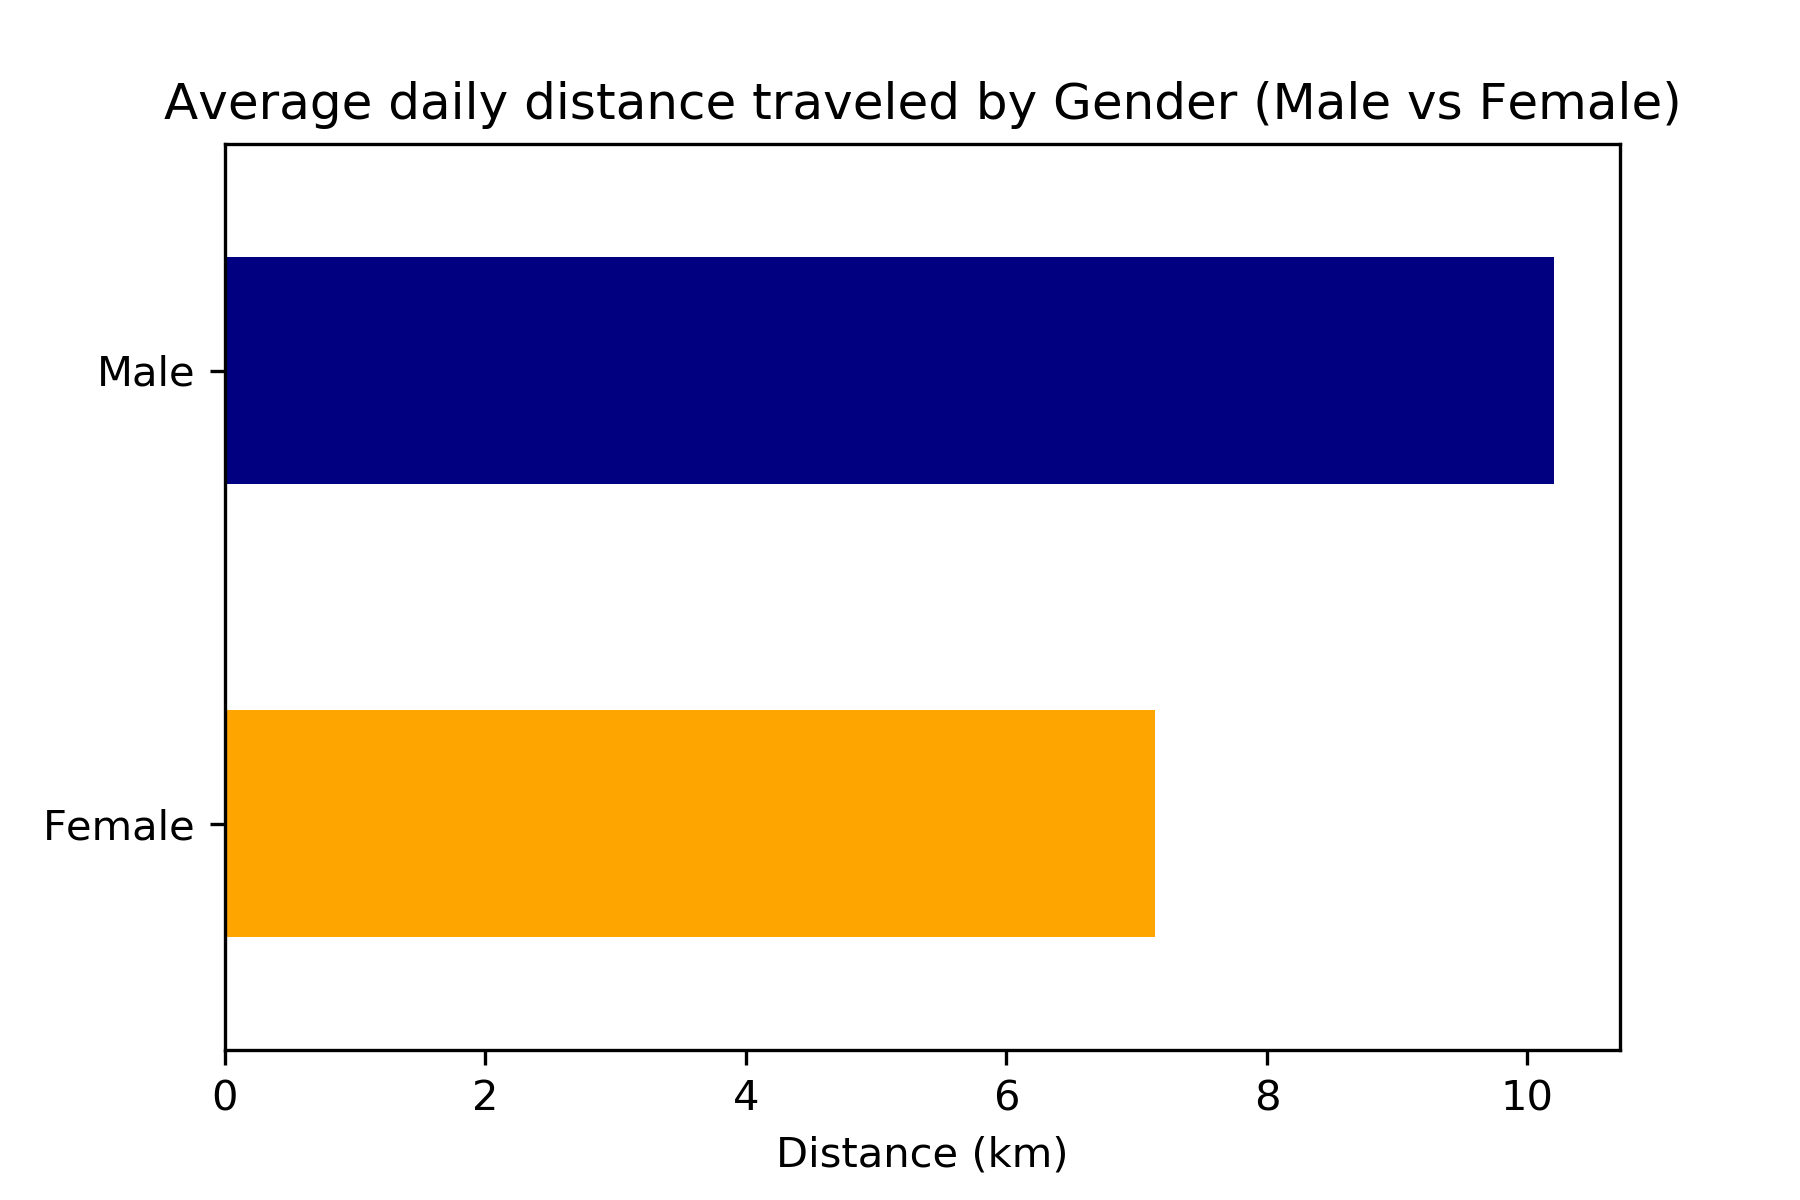 Average daily distance traveled by Gender (Male vs Female)
Male
Female
0 2 4 6 8 10
Distance (km)